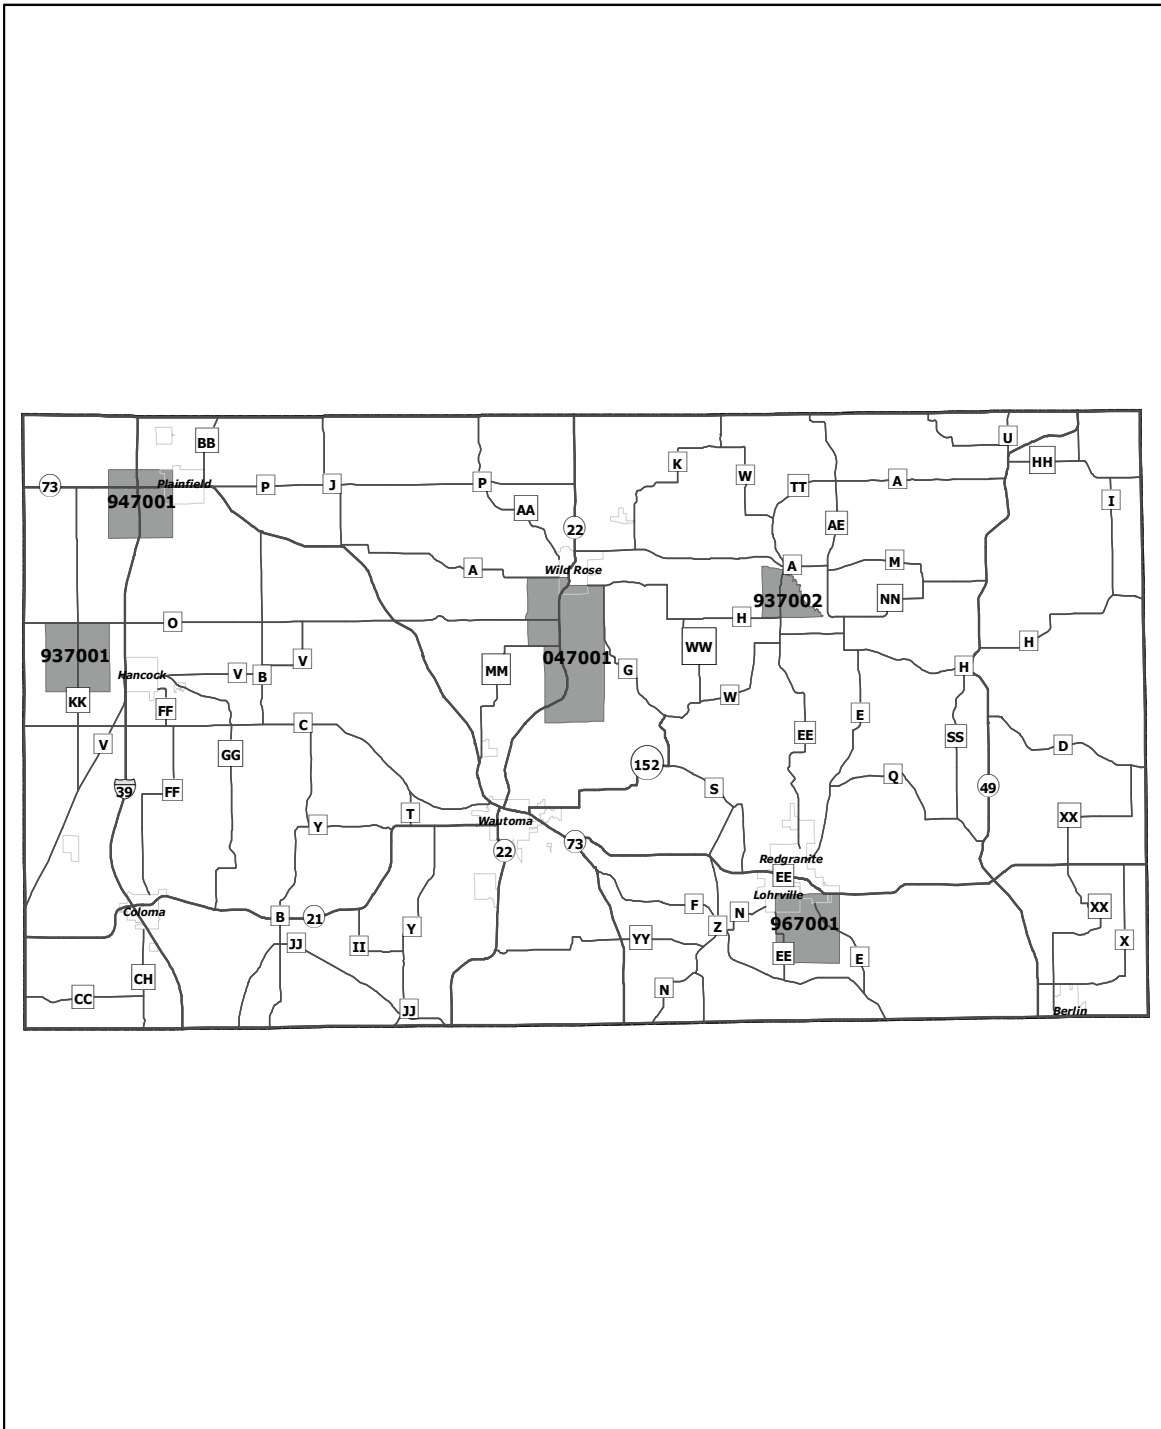 U
BB
HH
K
W
P
J
P
A
73
Plainfield
TT
I
947001
AA
AE
22
M
A
A
Wild Rose
NN
937002
O
H
H
WW
937001
V
MM
047001
G
H
Hancock
V
B
W
KK
FF
E
C
EE
SS
V
GG
D
152
39
FF
S
Q
49
T
XX
Y
Wautoma
73
22
Redgranite
EE
Lohrville
F
N
XX
Coloma
B
21
Z
967001
Y
YY
X
JJ
II
EE
E
CH
N
CC
JJ
Berlin